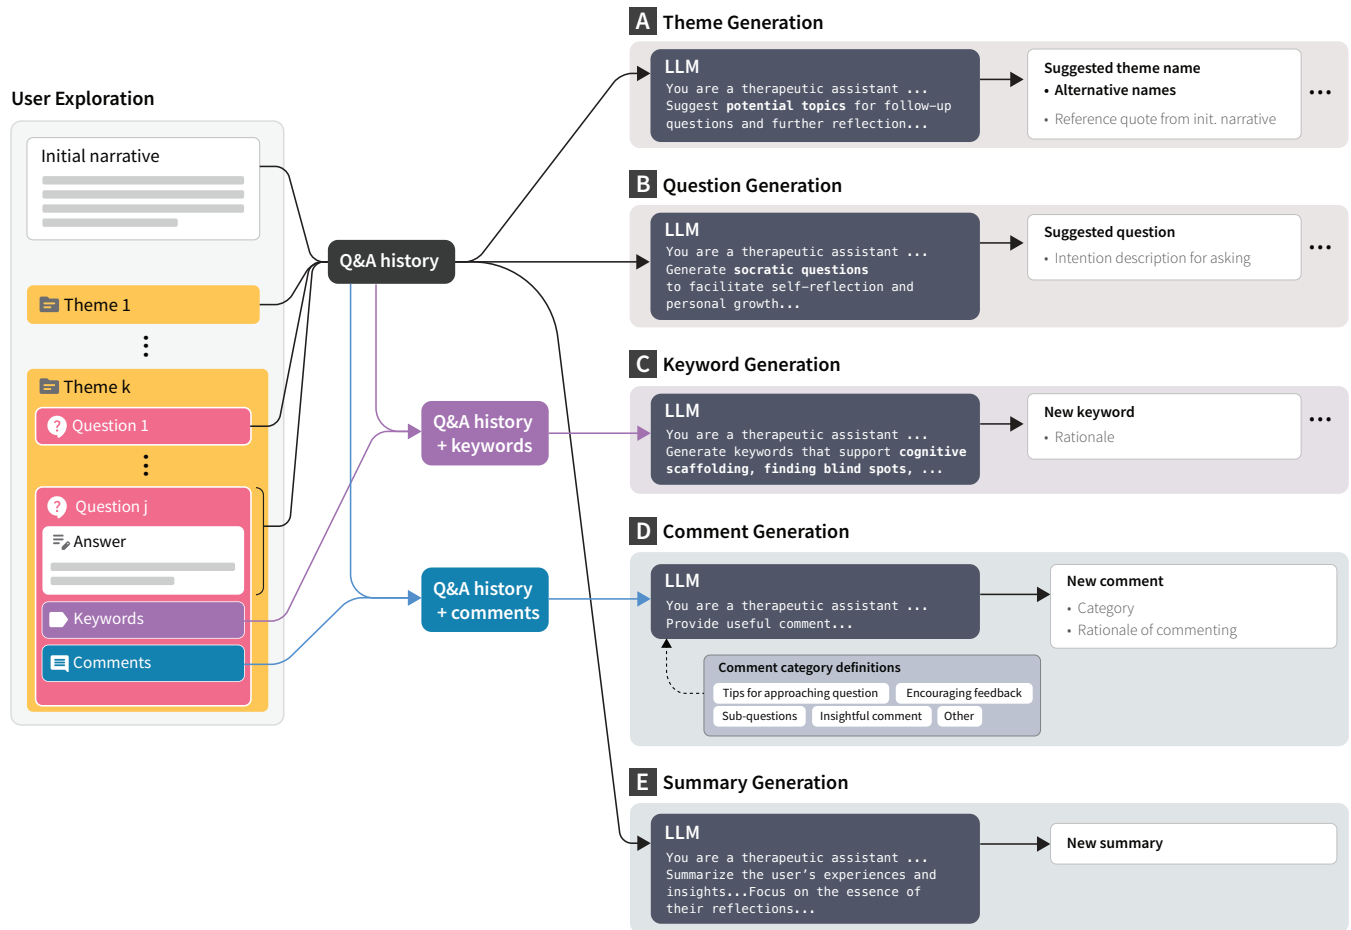 User Exploration
Initial narrative
Theme 1
Theme k
Question 1
Question j
Answer
Keywords
Comments
Q&A history
Q&A history
+ keywords
Q&A history
+ comments
A Theme Generation
LLM
You are a therapeutic assistant ...
Suggest potential topics for follow-up
questions and further reflection...
Suggested theme name
• Alternative names
• Reference quote from init. narrative
...
B Question Generation
LLM
You are a therapeutic assistant ...
Generate socratic questions
to facilitate self-reflection and
personal growth...
Suggested question
• Intention description for asking
...
C Keyword Generation
LLM
You are a therapeutic assistant ...
Generate keywords that support cognitive
scaffolding, finding blind spots, ...
New keyword
• Rationale
...
D Comment Generation
LLM
You are a therapeutic assistant ...
Provide useful comment...
Comment category definitions
Tips for approaching question
Encouraging feedback
Sub-questions
Insightful comment
Other
New comment
• Category
• Rationale of commenting
E Summary Generation
LLM
You are a therapeutic assistant ...
Summarize the user's experiences and
insights...Focus on the essence of
their reflections...
New summary